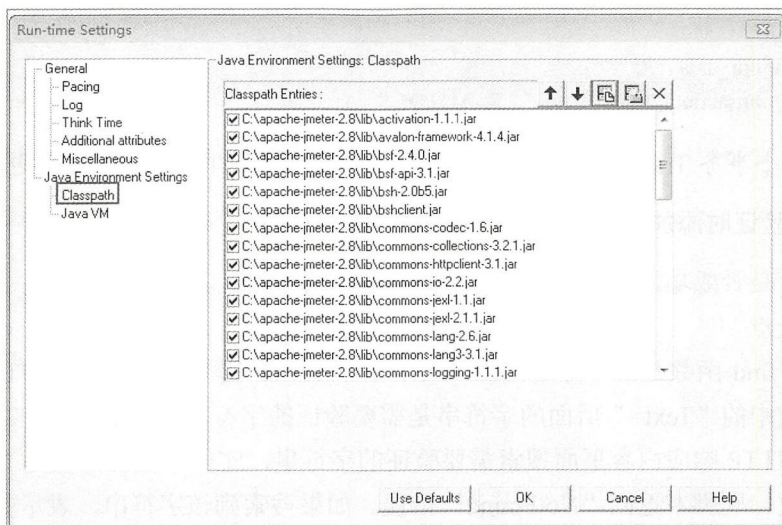 Run-time Settings
General
Pacing
Log
Think Time
Additional attributes
Miscellaneous
Java Environment Settings
Classpath
Java VM
Java Environment Settings: Classpath
Classpath Entries :
C:\apache-jmeter-2.8\lib\activation-1.1.1.jar
C:\apache-jmeter-2.8\lib\avalon-framework-4.1.4.jar
C:\apache-jmeter-2.8\lib\bsf-2.4.0.jar
C:\apache-jmeter-2.8\lib\bsf-api-3.1.jar
C:\apache-jmeter-2.8\lib\bsh-2.0b5.jar
C:\apache-jmeter-2.8\lib\bshclient.jar
C:\apache-jmeter-2.8\lib\commons-codec-1.6.jar
C:\apache-jmeter-2.8\lib\commons-collections-3.2.1.jar
C:\apache-jmeter-2.8\lib\commons-httpclient-3.1.jar
C:\apache-jmeter-2.8\lib\commons-io-2.2.jar
C:\apache-jmeter-2.8\lib\commons-jexl-1.1.jar
C:\apache-jmeter-2.8\lib\commons-jexl-2.1.1.jar
C:\apache-jmeter-2.8\lib\commons-lang-2.6.jar
C:\apache-jmeter-2.8\lib\commons-lang3-3.1.jar
C:\apache-jmeter-2.8\lib\commons-logging-1.1.1.jar
Use Defaults
OK
Cancel
Help